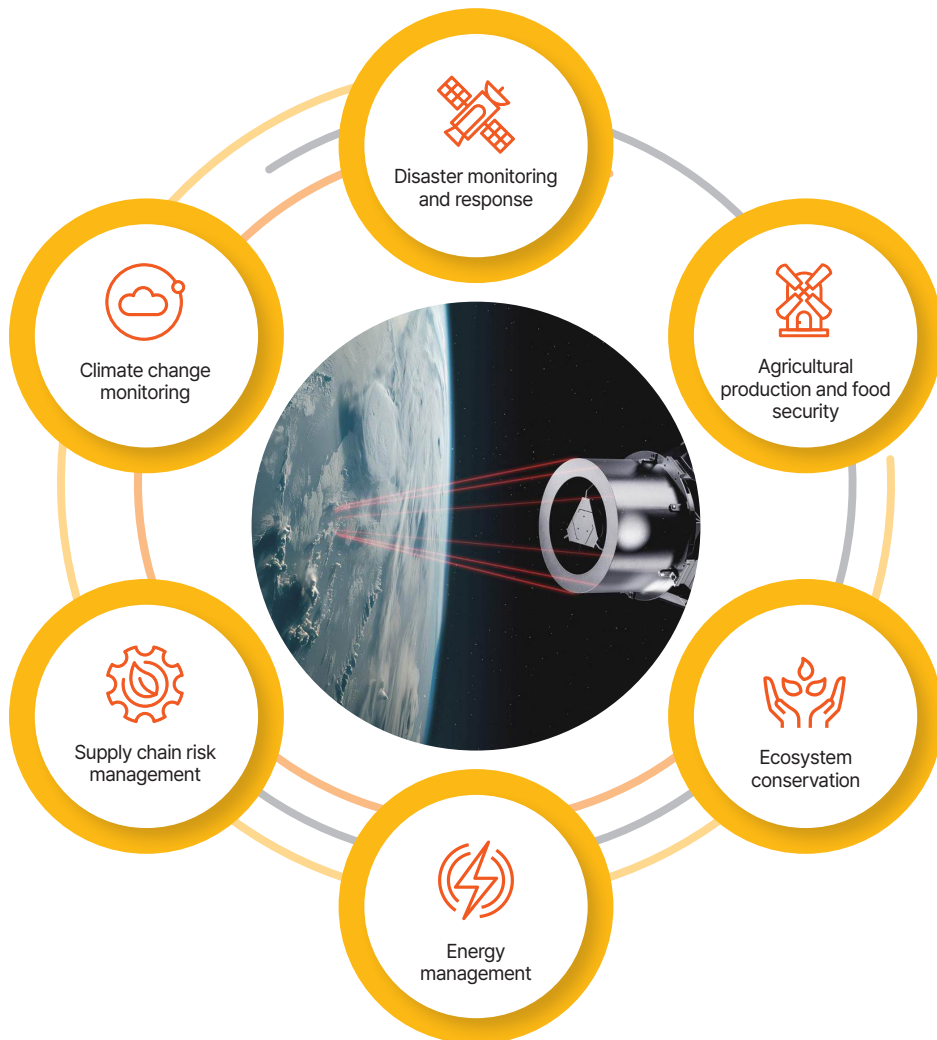 Disaster monitoring
and response
Agricultural
production and food
security
Ecosystem
conservation
Energy
management
Supply chain risk
management
Climate change
monitoring